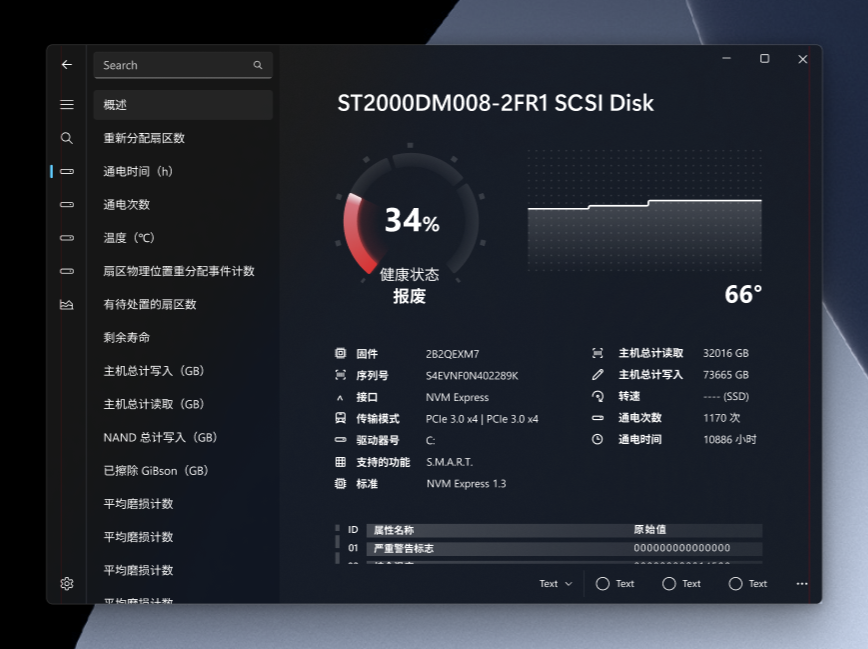 Search
概述
重新分配扇区数
通电时间（h）
通电次数
温度（℃）
扇区物理位置重分配事件计数
有待处置的扇区数
剩余寿命
主机总计写入（GB）
主机总计读取（GB）
NAND 总计写入（GB）
已擦除 GiBson（GB）
平均磨损计数
平均磨损计数
平均磨损计数
平均磨损计数
ST2000DM008-2FR1 SCSI Disk
34%
健康状态
报废
66°
固件 2B2QEXM7
序列号 S4EVNF0N402289K
接口 NVM Express
传输模式 PCIe 3.0 x4 | PCIe 3.0 x4
驱动器号 C:
支持的功能 S.M.A.R.T.
标准 NVM Express 1.3
主机总计读取 32016 GB
主机总计写入 73665 GB
转速 ---- (SSD)
通电次数 1170 次
通电时间 10886 小时
ID 属性名称 原始值
01 严重警告标志 000000000000000
Text Text Text Text